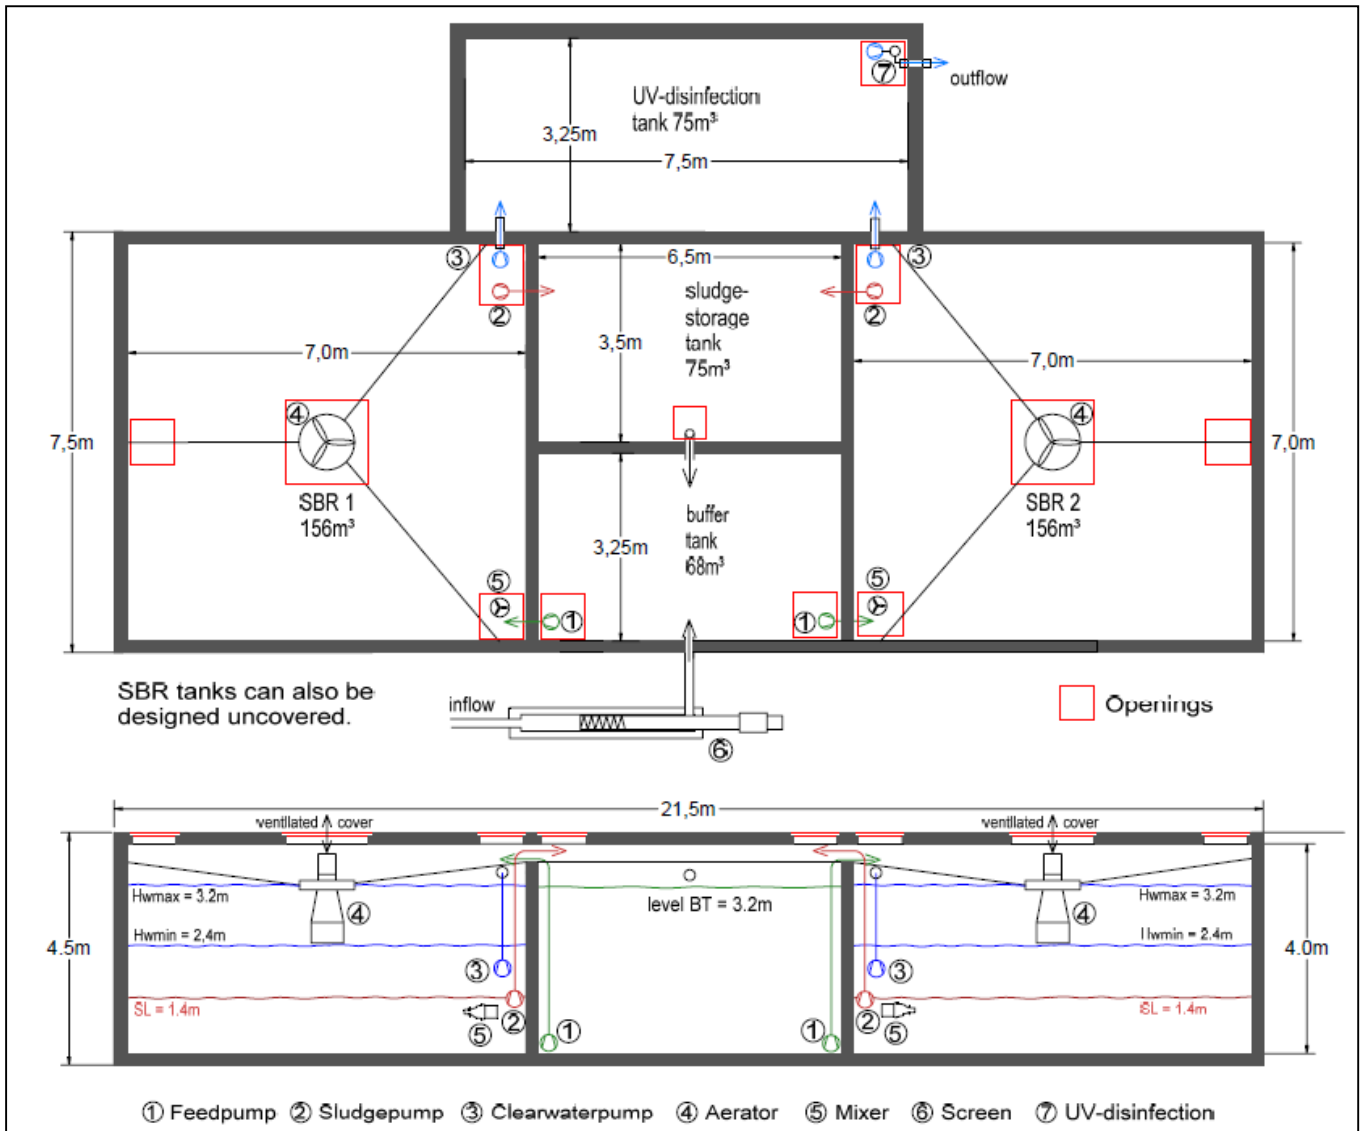 ⑦
outflow
UV-disinfection
tank 75m³
3,25m
7,5m
③
③
6,5m
sludge-
storage
tank
75m³
②
②
3,5m
7,0m
7,0m
④
④
7,5m
7,0m
SBR 1
156m³
SBR 2
156m³
buffer
tank
68m³
3,25m
⑤
⑤
①
①
SBR tanks can also be
designed uncovered.
inflow
⑥
Openings
21,5m
ventilated cover
ventilated cover
Hwmax = 3.2m
Hwmax = 3.2m
④
④
level BT = 3.2m
Hwmin = 2,4m
Hwmin = 2.4m
4.5m
4.0m
③
③
SL = 1.4m
SL = 1.4m
②
②
⑤
⑤
①
①
① Feedpump ② Sludgepump ③ Clearwaterpump ④ Aerator ⑤ Mixer ⑥ Screen ⑦ UV-disinfection